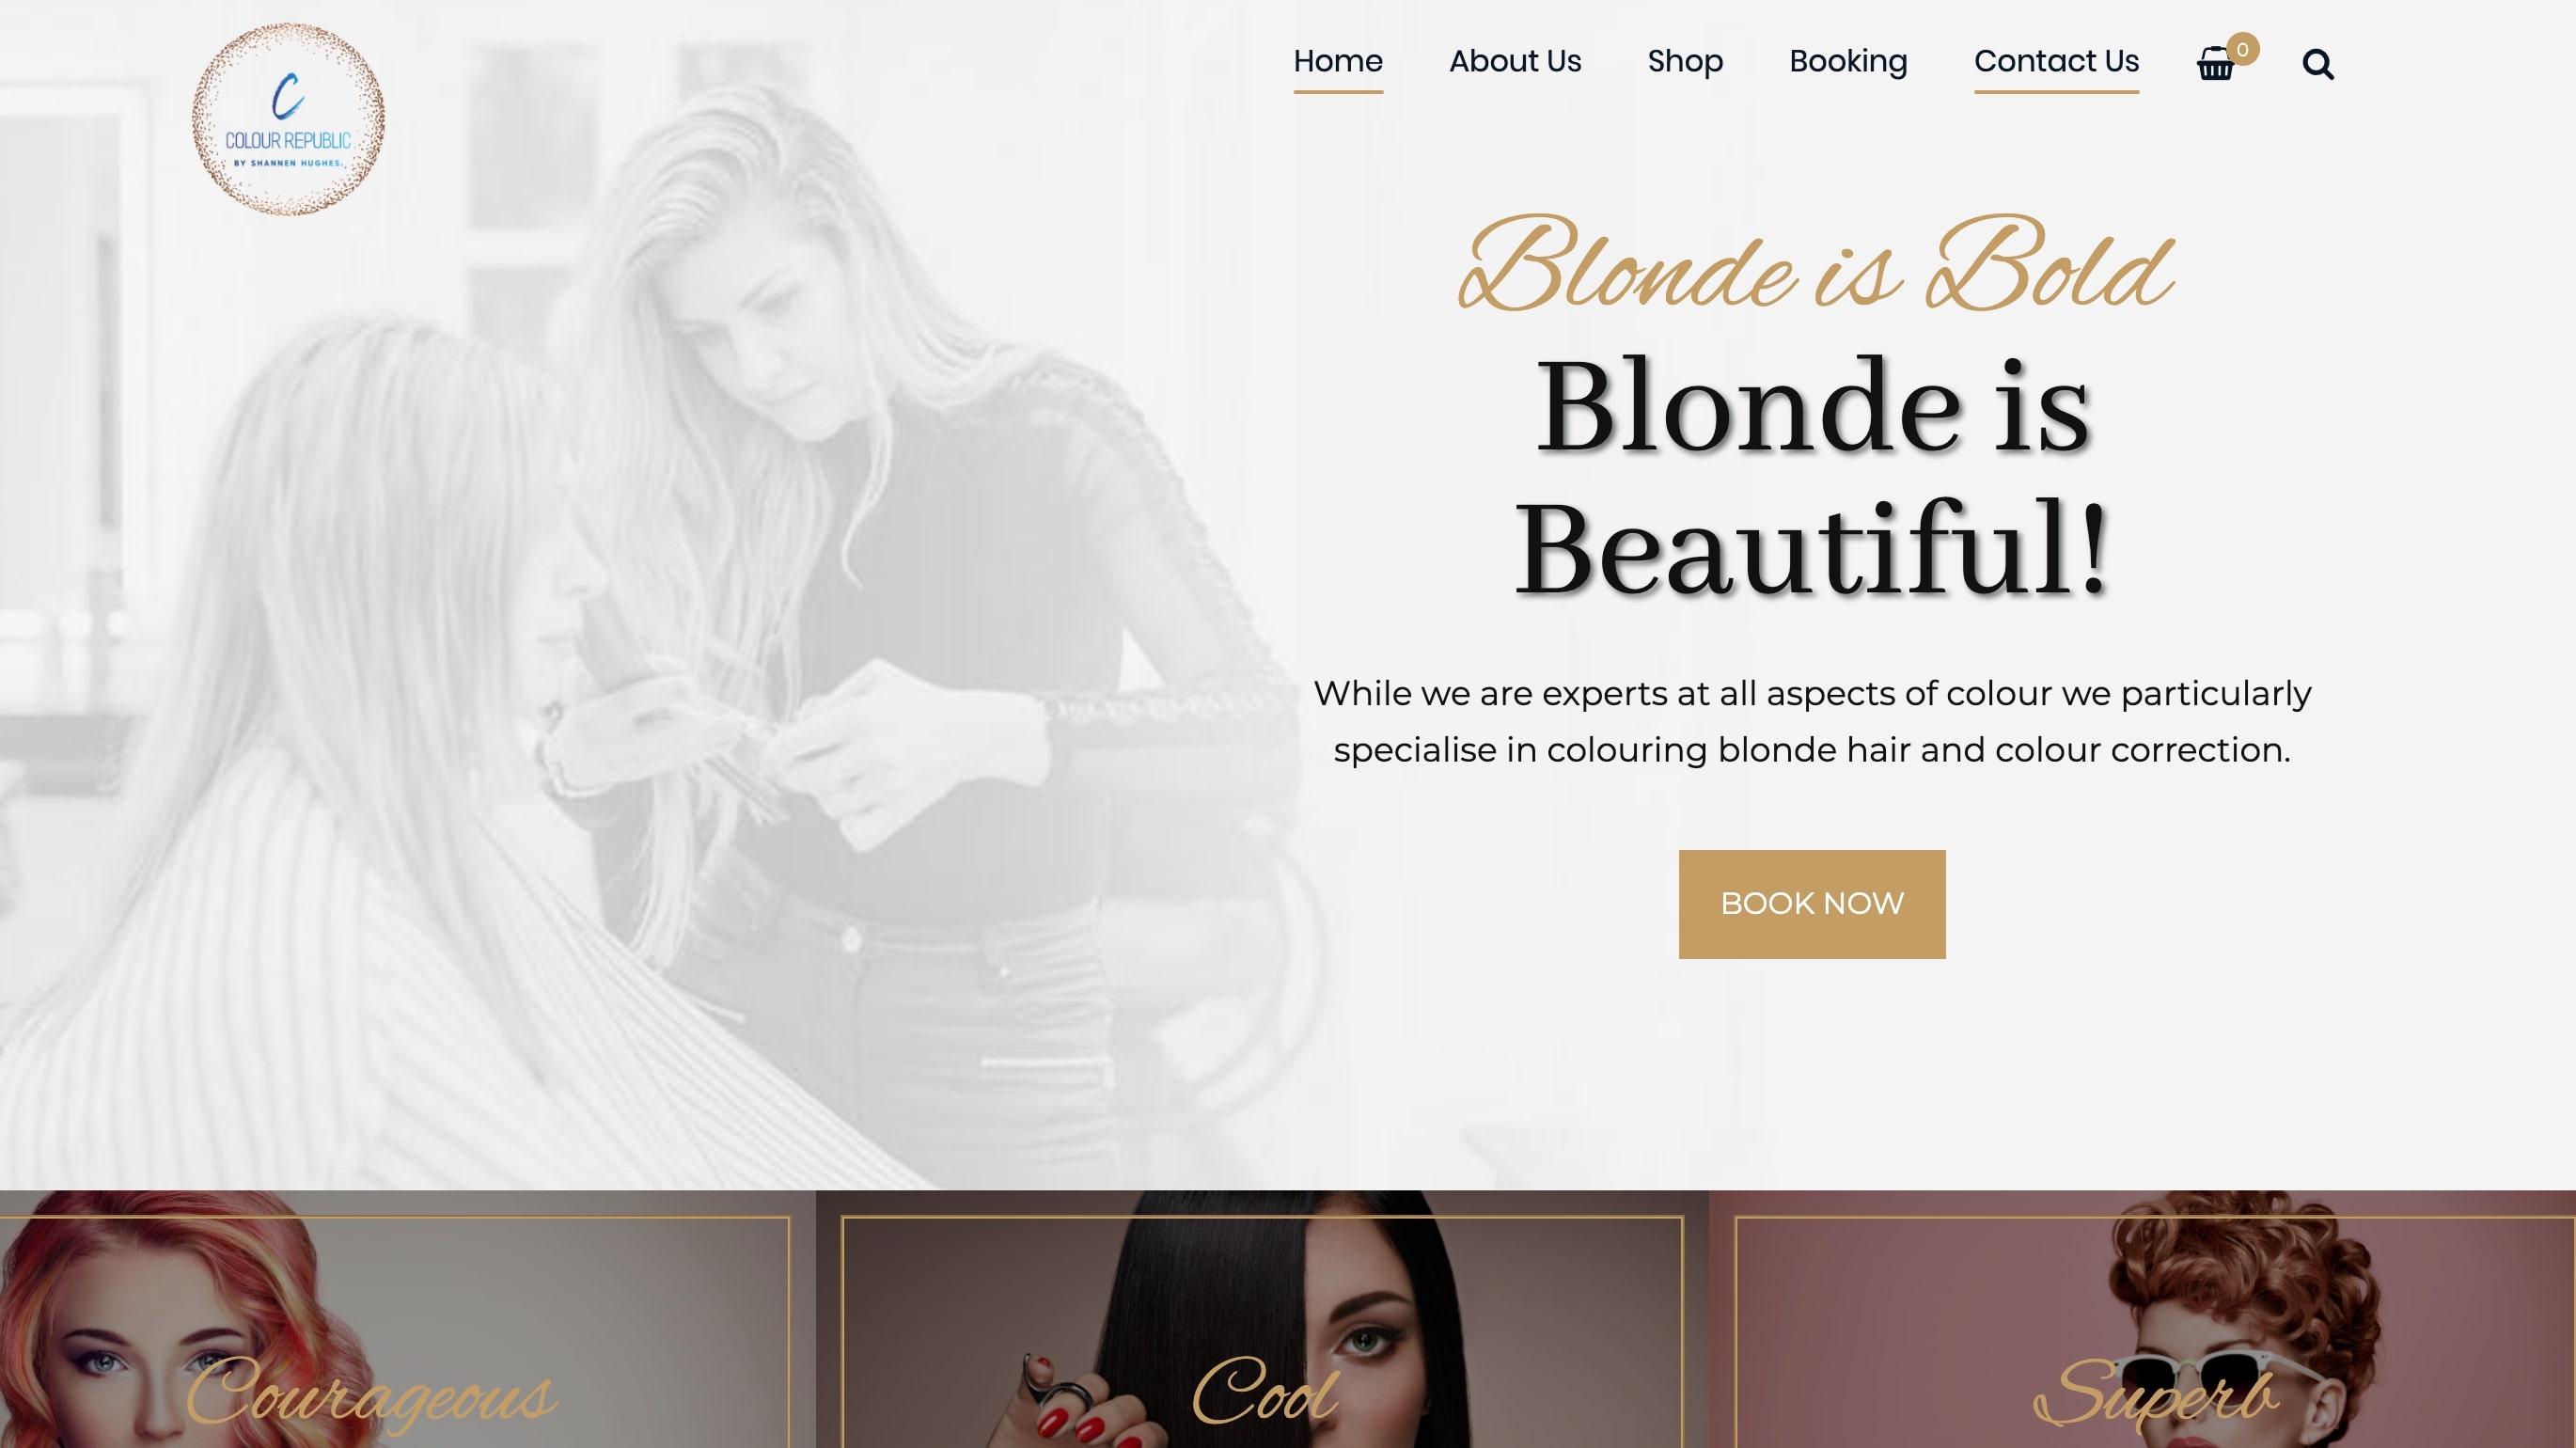 C
COLOUR REPUBLIC
BY SHANNEN HUGHES.
Home About Us Shop Booking Contact Us 0
Blonde is Bold
Blonde is
Beautiful!
While we are experts at all aspects of colour we particularly
specialise in colouring blonde hair and colour correction.
BOOK NOW
Courageous
Cool
Superb